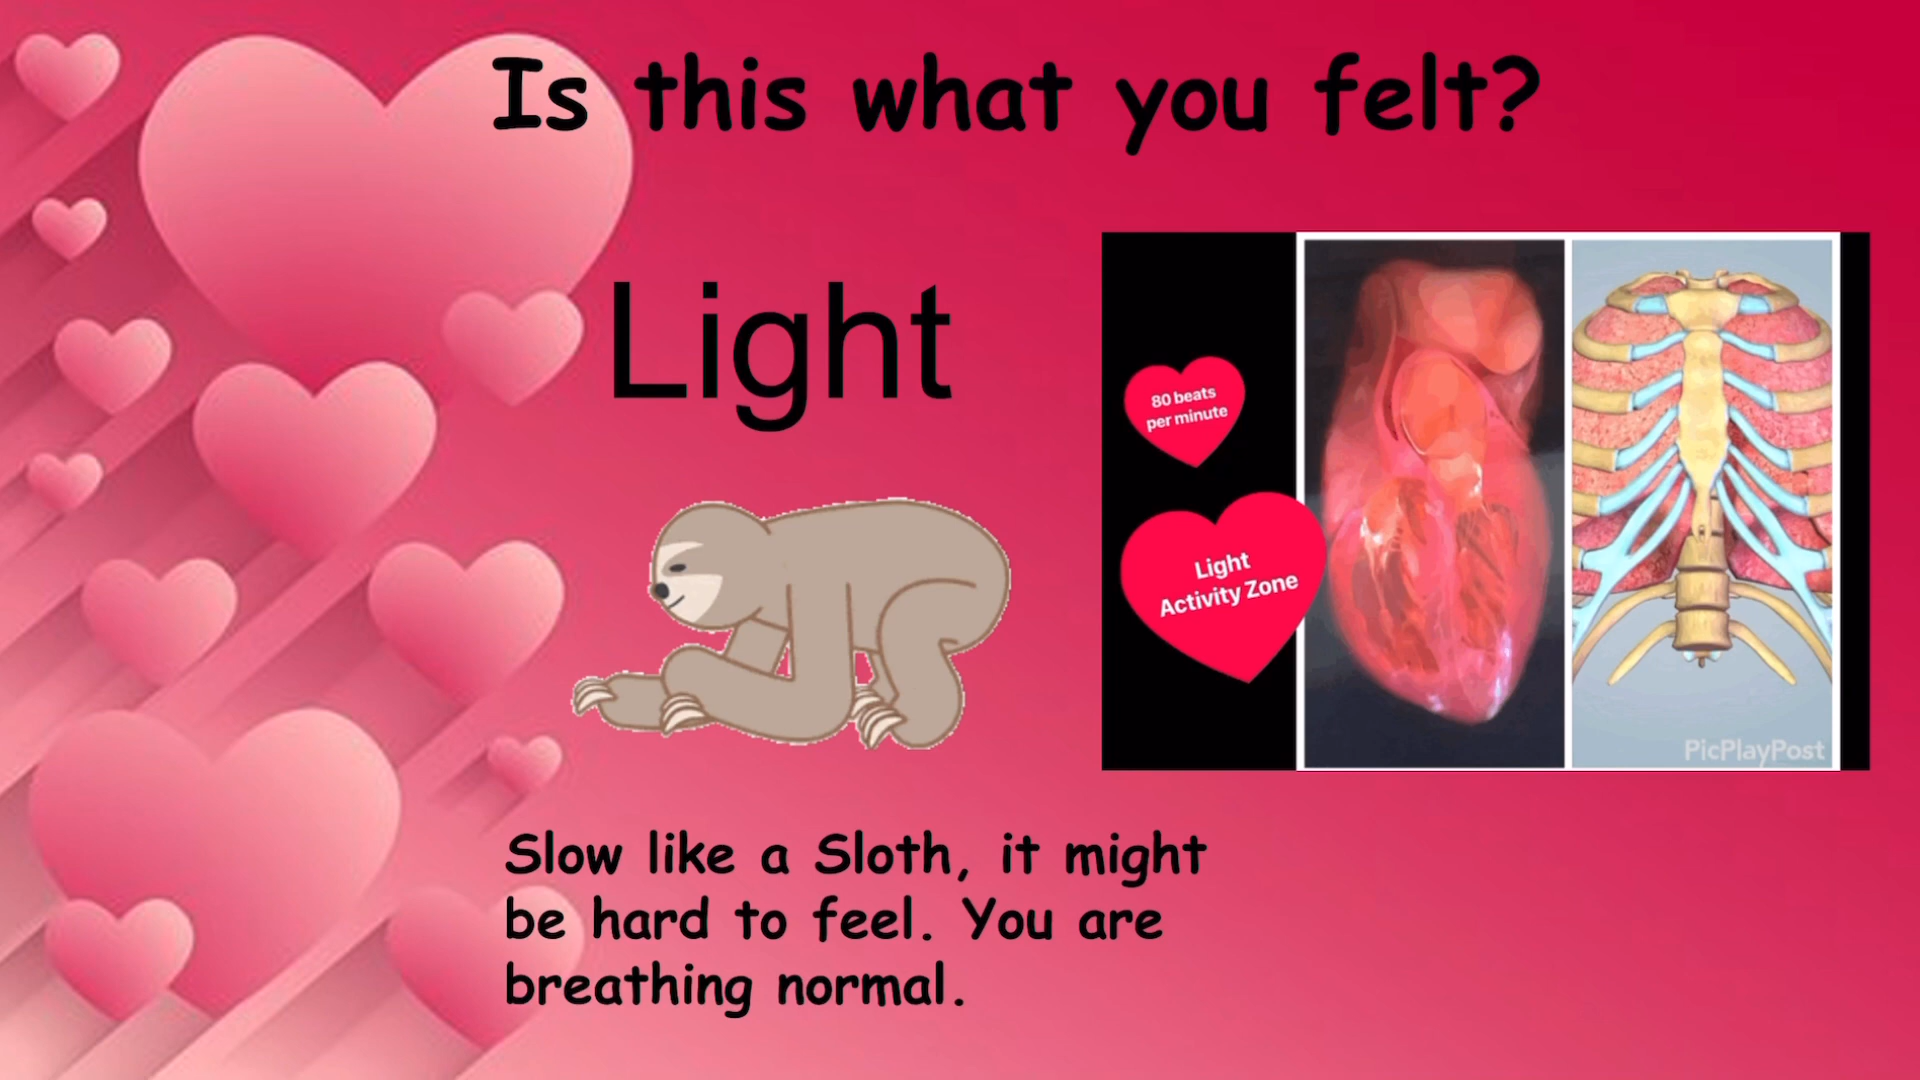 Is this what you felt?
Light
80 beats
per minute
Light
Activity Zone
PicPlayPost
Slow like a Sloth, it might
be hard to feel. You are
breathing normal.